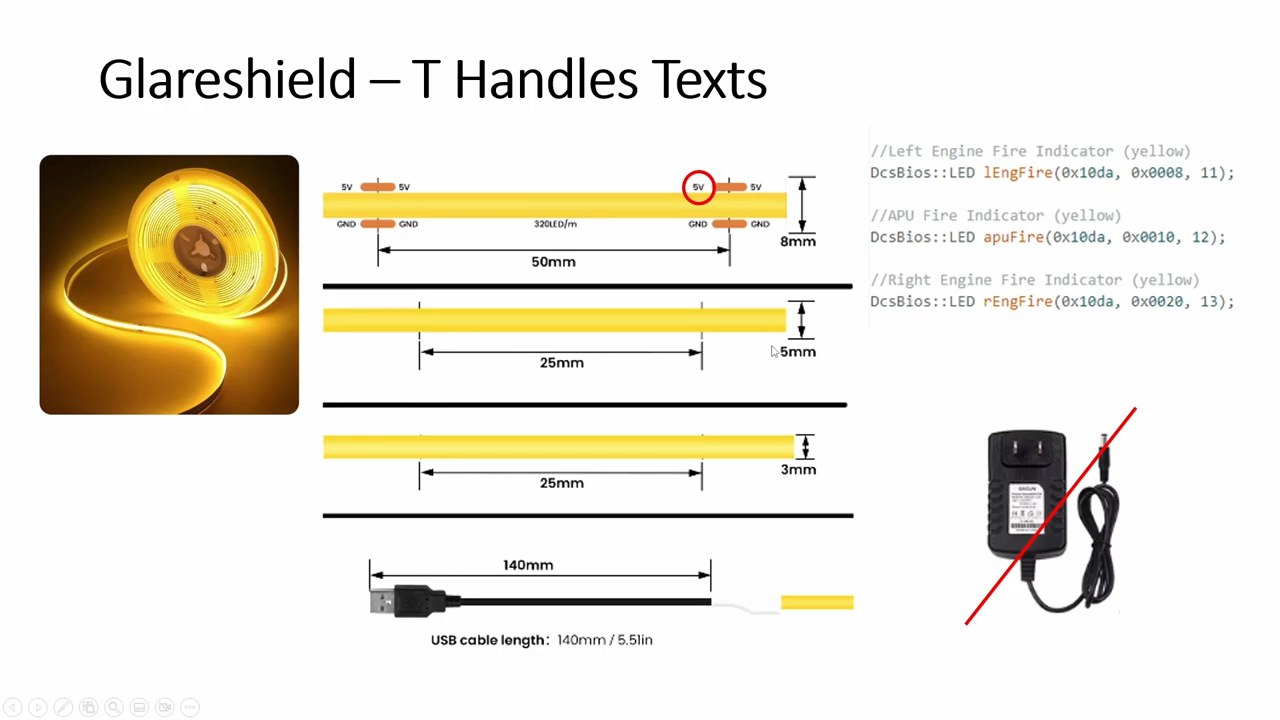 Glareshield – T Handles Texts
5V 5V 5V 5V
GND GND 320LED/m GND GND
8mm
50mm
25mm
5mm
25mm
3mm
140mm
USB cable length: 140mm / 5.51in
//Left Engine Fire Indicator (yellow)
DcsBios::LED lEngFire(0x10da, 0x0008, 11);
//APU Fire Indicator (yellow)
DcsBios::LED apuFire(0x10da, 0x0010, 12);
//Right Engine Fire Indicator (yellow)
DcsBios::LED rEngFire(0x10da, 0x0020, 13);